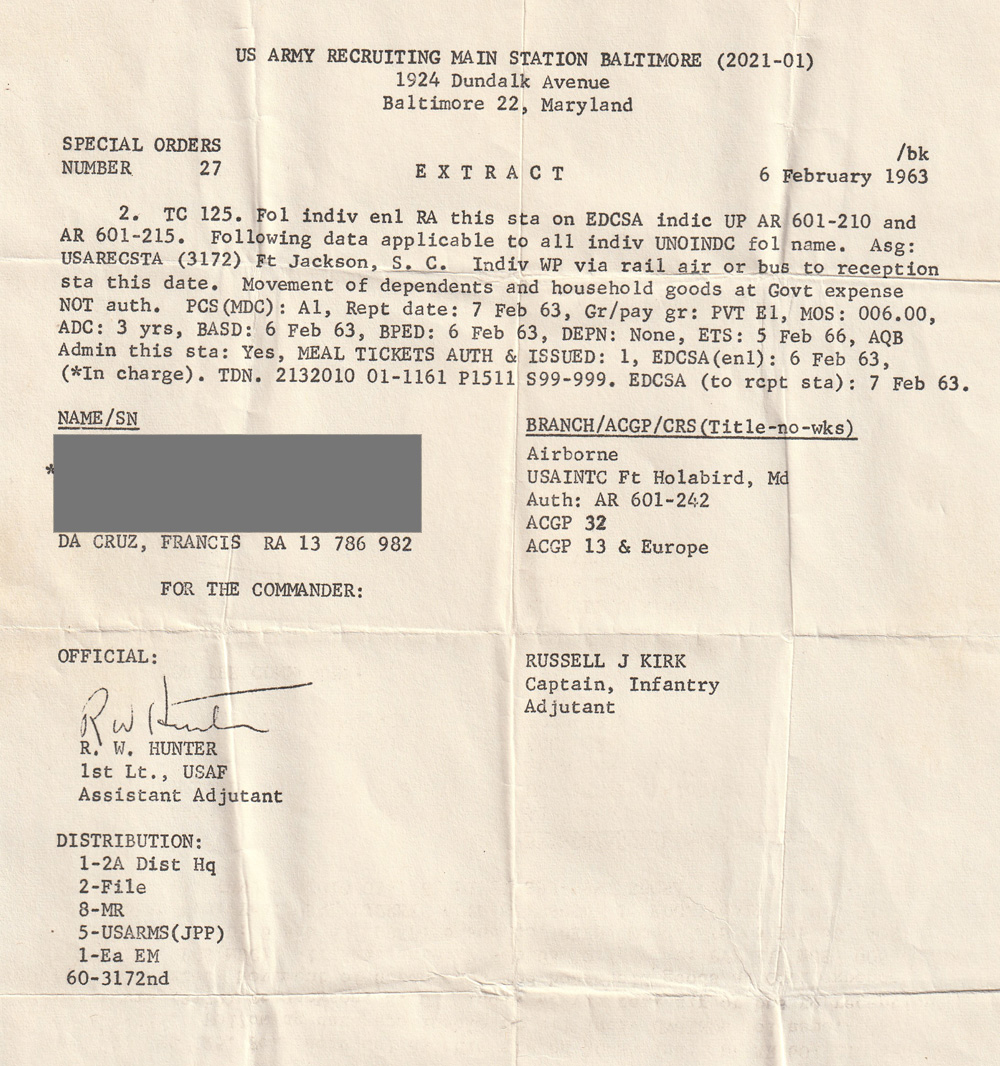 US ARMY RECRUITING MAIN STATION BALTIMORE (2021-01)
1924 Dundalk Avenue
Baltimore 22, Maryland
SPECIAL ORDERS
NUMBER 27
E X T R A C T
/bk
6 February 1963
2. TC 125. Fol indiv enl RA this sta on EDCSA indic UP AR 601-210 and
AR 601-215. Following data applicable to all indiv UNOINDC fol name. Asg:
USARECSTA (3172) Ft Jackson, S. C. Indiv WP via rail air or bus to reception
sta this date. Movement of dependents and household goods at Govt expense
NOT auth. PCS(MDC): A1, Rept date: 7 Feb 63, Gr/pay gr: PVT E1, MOS: 006.00,
ADC: 3 yrs, BASD: 6 Feb 63, BPED: 6 Feb 63, DEPN: None, ETS: 5 Feb 66, AQB
Admin this sta: Yes, MEAL TICKETS AUTH & ISSUED: 1, EDCSA(enl): 6 Feb 63,
(*In charge). TDN. 2132010 01-1161 P1511 S99-999. EDCSA (to rcpt sta): 7 Feb 63.
NAME/SN
*
DA CRUZ, FRANCIS RA 13 786 982
BRANCH/ACGP/CRS(Title-no-wks)
Airborne
USAINTC Ft Holabird, Md
Auth: AR 601-242
ACGP 32
ACGP 13 & Europe
FOR THE COMMANDER:
OFFICIAL:
R W Hunter
R. W. HUNTER
1st Lt., USAF
Assistant Adjutant
RUSSELL J KIRK
Captain, Infantry
Adjutant
DISTRIBUTION:
1-2A Dist Hq
2-File
8-MR
5-USARMS(JPP)
1-Ea EM
60-3172nd